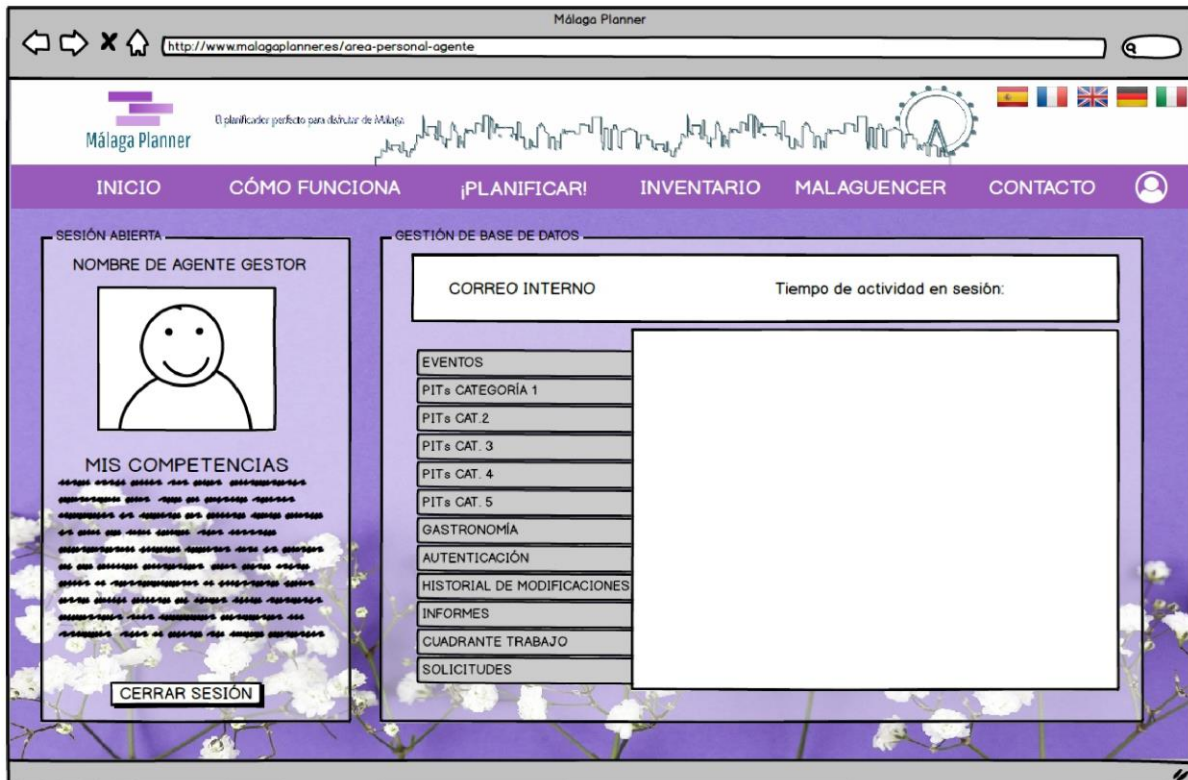 Málaga Planner
http://www.malagaplanner.es/area-personal-agente
Málaga Planner
El planificador perfecto para disfrutar de Málaga
INICIO CÓMO FUNCIONA ¡PLANIFICAR! INVENTARIO MALAGUENCER CONTACTO
SESIÓN ABIERTA
NOMBRE DE AGENTE GESTOR
MIS COMPETENCIAS
CERRAR SESIÓN
GESTIÓN DE BASE DE DATOS
CORREO INTERNO Tiempo de actividad en sesión:
EVENTOS
PITs CATEGORÍA 1
PITs CAT.2
PITs CAT. 3
PITs CAT. 4
PITs CAT. 5
GASTRONOMÍA
AUTENTICACIÓN
HISTORIAL DE MODIFICACIONES
INFORMES
CUADRANTE TRABAJO
SOLICITUDES